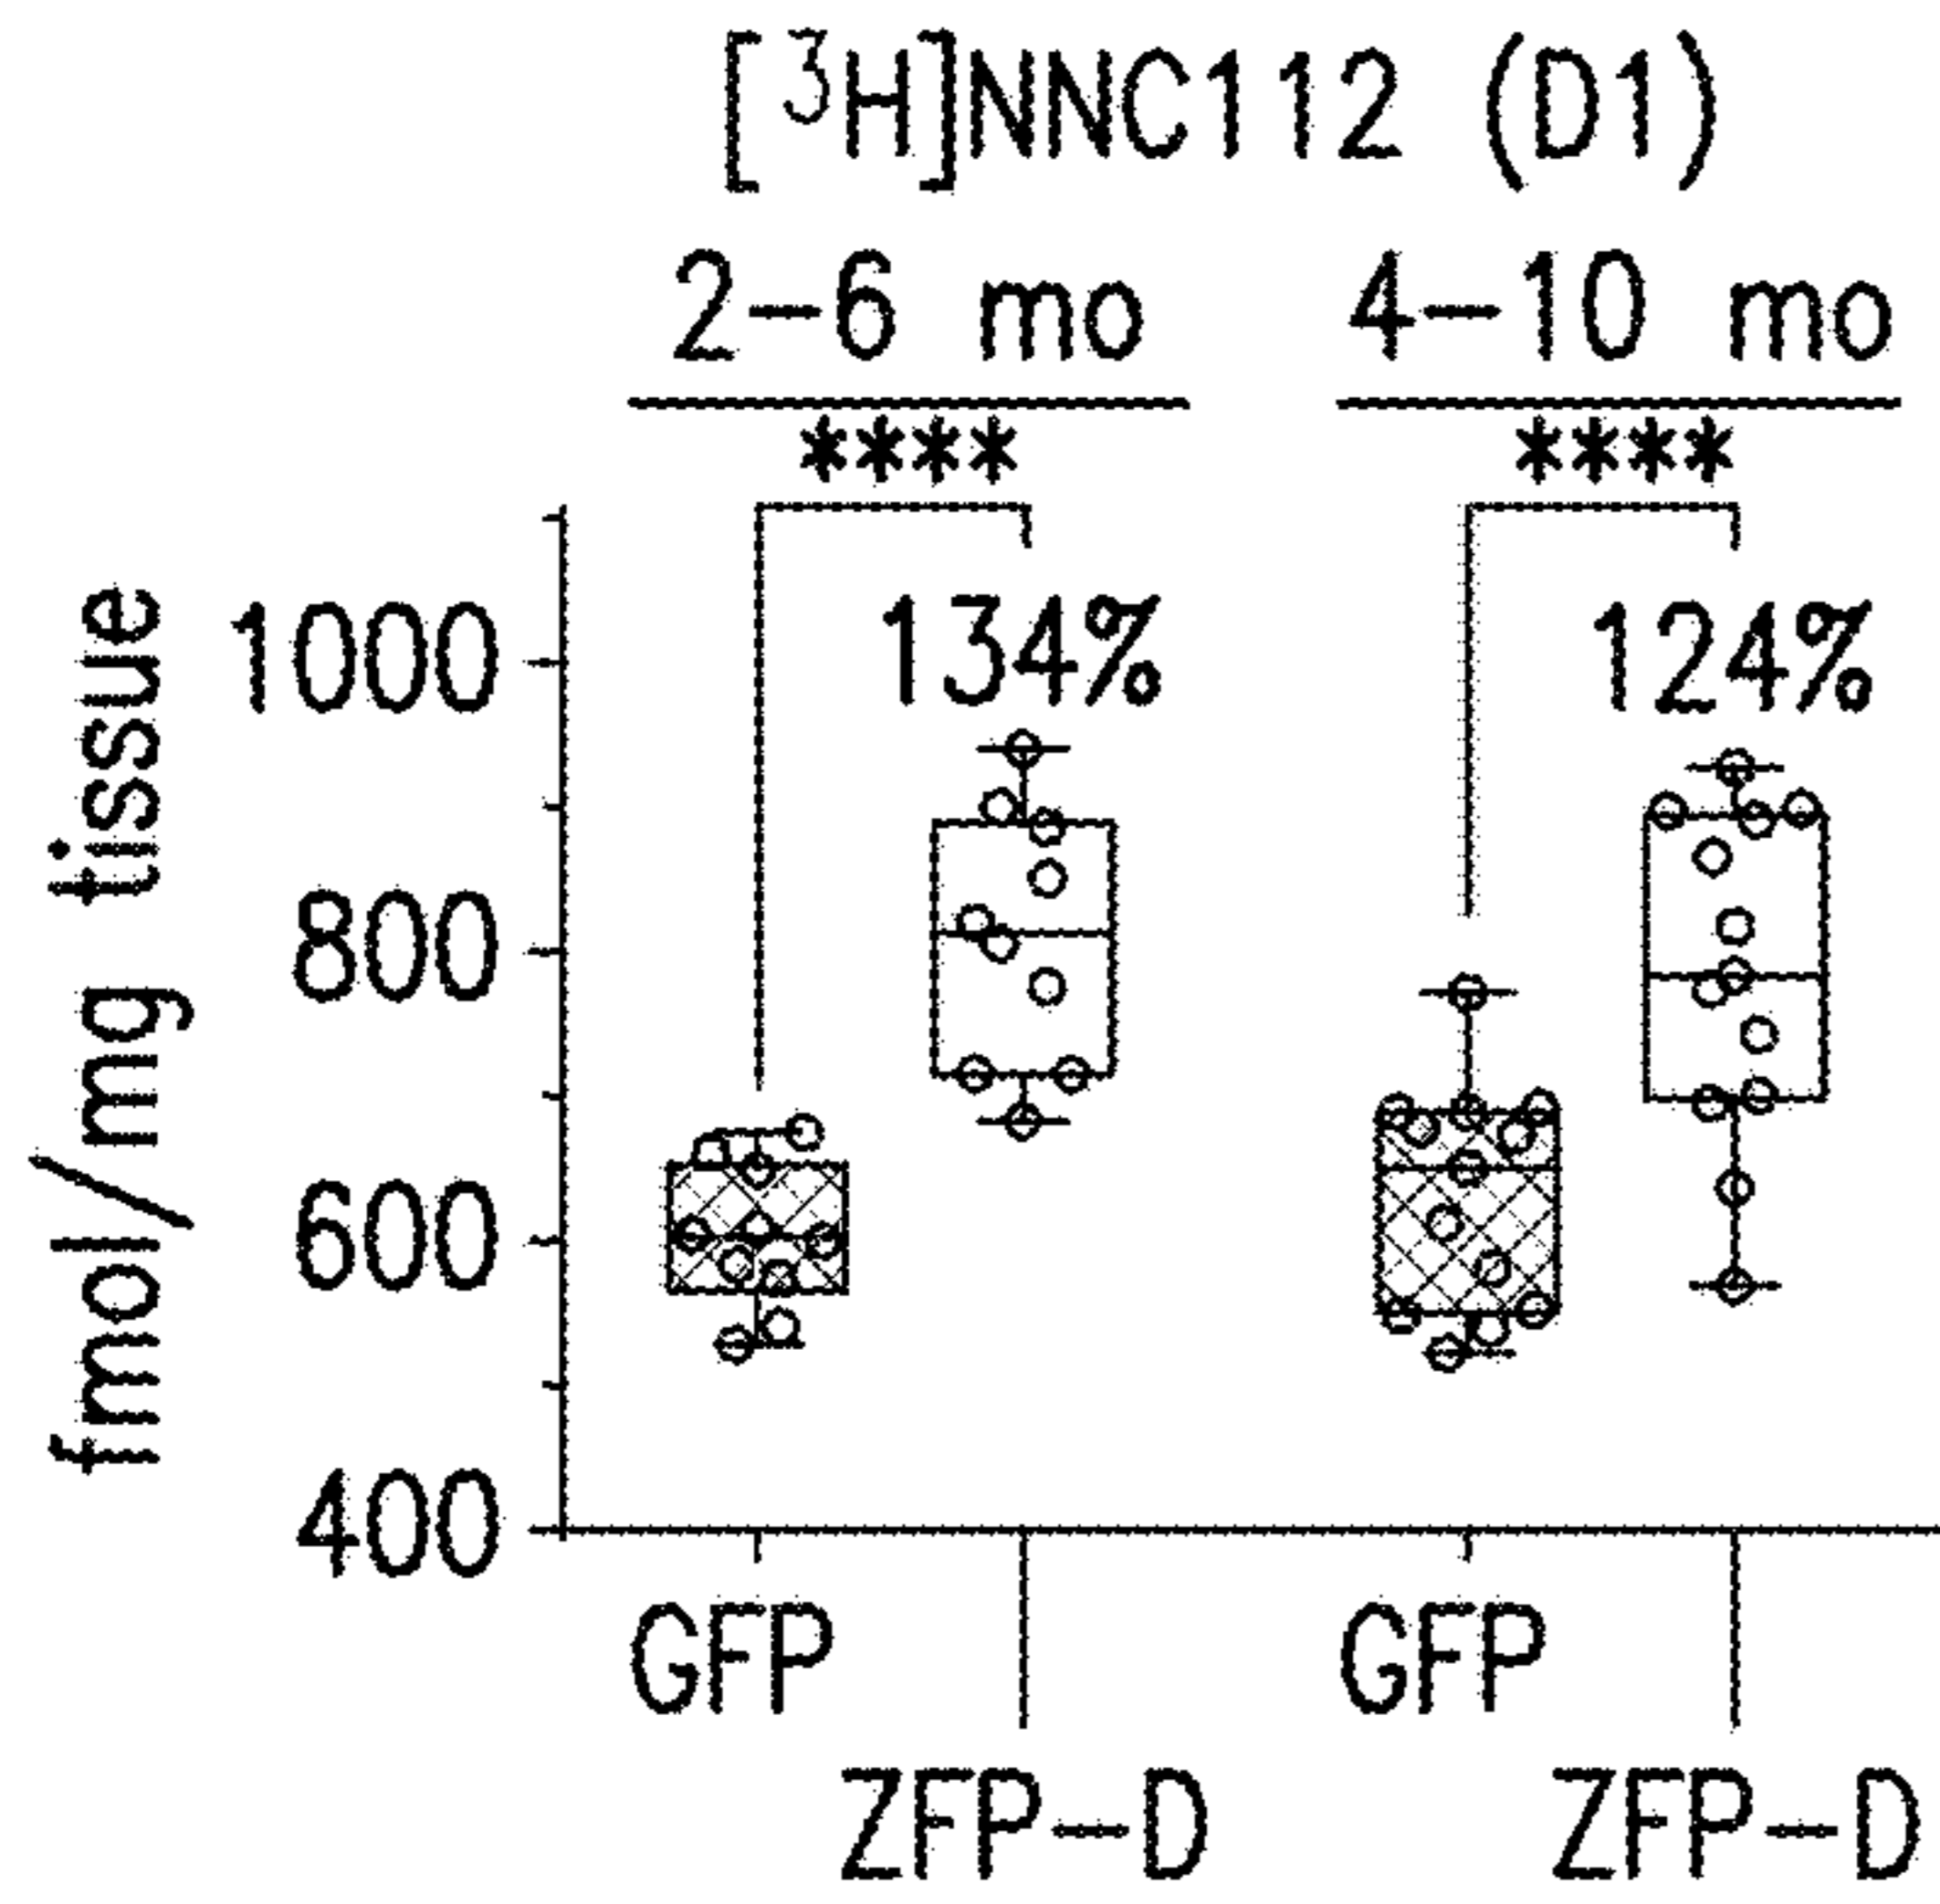 [³H]NNC112 (D1)
2-6 mo 4-10 mo
**** ****
134% 124%
fmol/mg tissue
1000
800
600
400
GFP GFP
ZFP-D ZFP-D